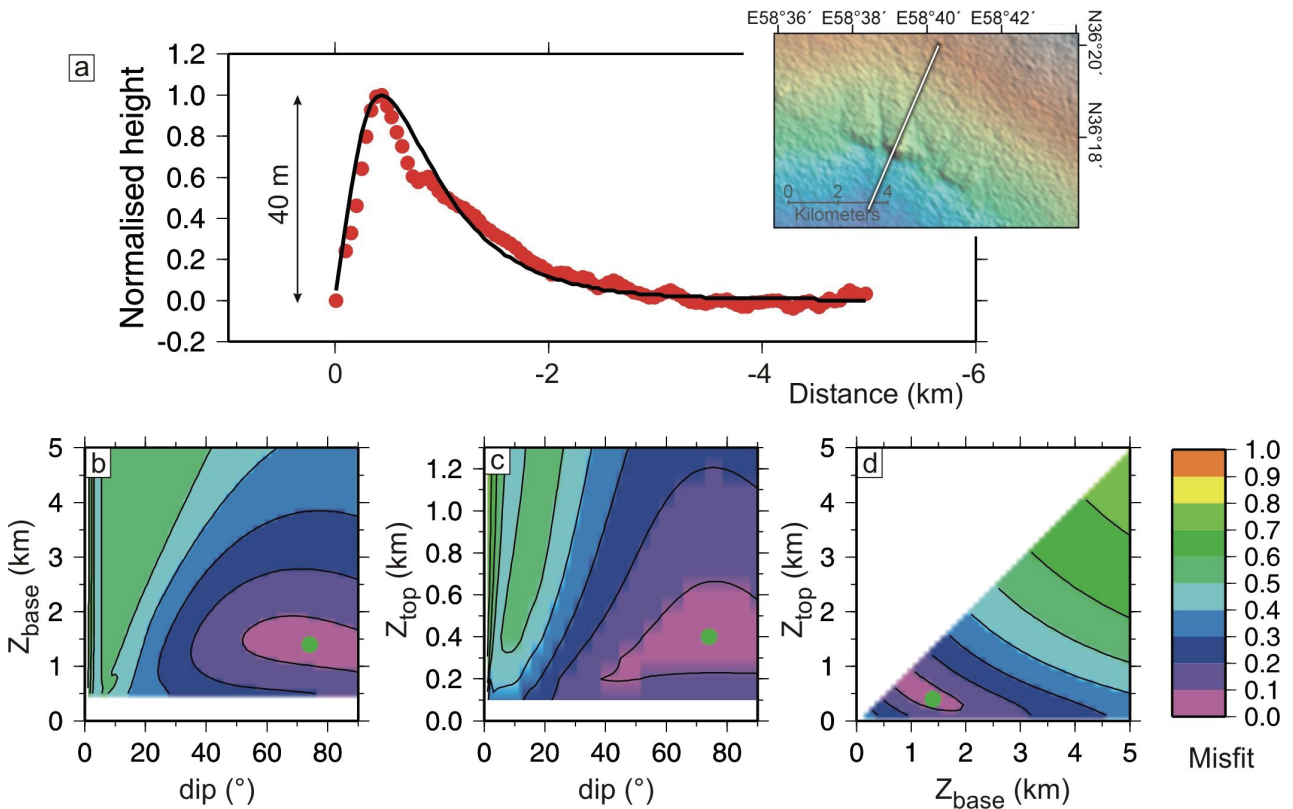 E58°36´ E58°38´ E58°40´ E58°42´
N36°20´
N36°18´
0 2 4
Kilometers
a
Normalised height
1.2
1.0
0.8
0.6
0.4
0.2
0.0
-0.2
40 m
0 -2 -4 -6
Distance (km)
b
Z_base (km)
5
4
3
2
1
0
0 20 40 60 80
dip (°)
c
Z_top (km)
1.2
1.0
0.8
0.6
0.4
0.2
0.0
0 20 40 60 80
dip (°)
d
Z_top (km)
5
4
3
2
1
0
0 1 2 3 4 5
Z_base (km)
1.0
0.9
0.8
0.7
0.6
0.5
0.4
0.3
0.2
0.1
0.0
Misfit